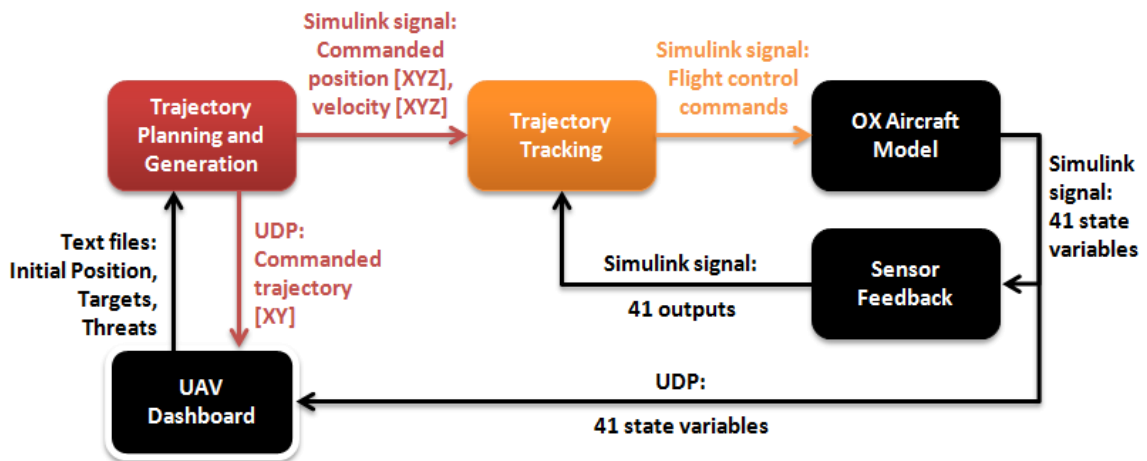 Simulink signal:
Commanded
position [XYZ],
velocity [XYZ]
Simulink signal:
Flight control
commands
Trajectory
Planning and
Generation
Trajectory
Tracking
OX Aircraft
Model
Simulink
signal:
41 state
variables
Text files:
Initial Position,
Targets,
Threats
UDP:
Commanded
trajectory
[XY]
Simulink signal:
41 outputs
Sensor
Feedback
UAV
Dashboard
UDP:
41 state variables